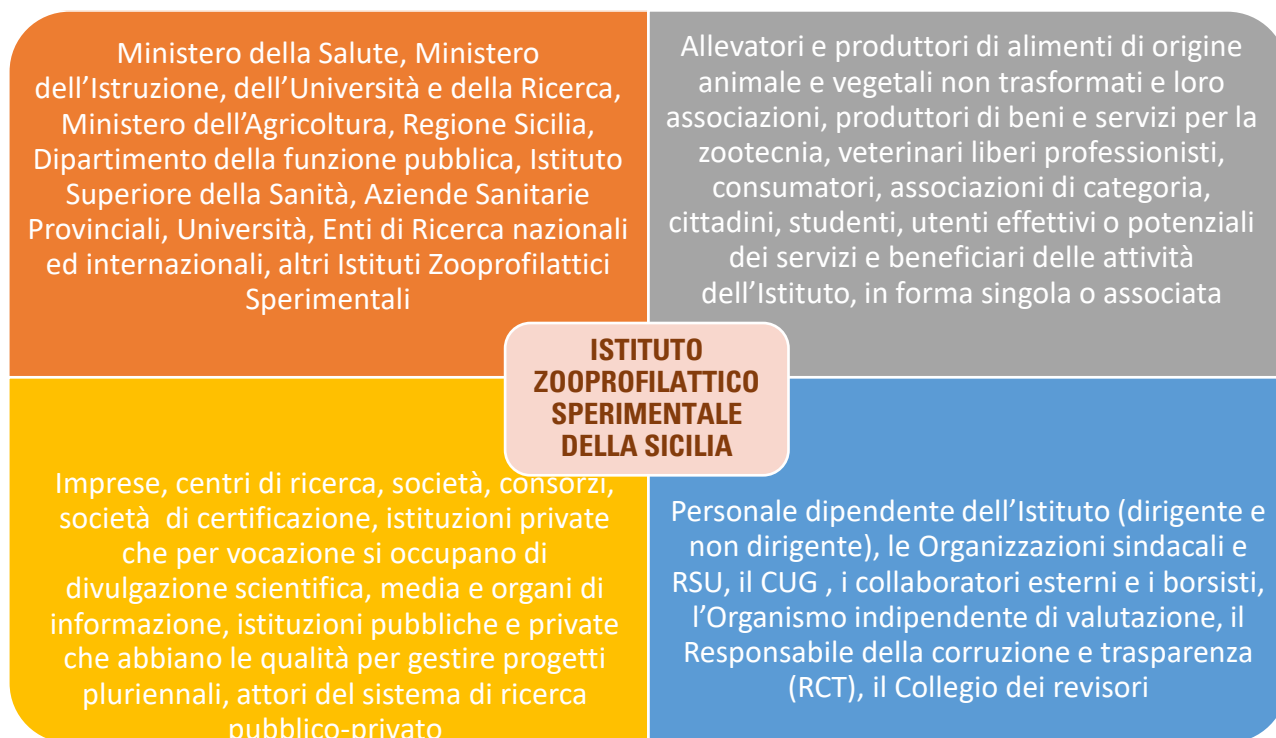 Ministero della Salute, Ministero
dell’Istruzione, dell’Università e della Ricerca,
Ministero dell’Agricoltura, Regione Sicilia,
Dipartimento della funzione pubblica, Istituto
Superiore della Sanità, Aziende Sanitarie
Provinciali, Università, Enti di Ricerca nazionali
ed internazionali, altri Istituti Zooprofilattici
Sperimentali
Allevatori e produttori di alimenti di origine
animale e vegetali non trasformati e loro
associazioni, produttori di beni e servizi per la
zootecnia, veterinari liberi professionisti,
consumatori, associazioni di categoria,
cittadini, studenti, utenti effettivi o potenziali
dei servizi e beneficiari delle attività
dell’Istituto, in forma singola o associata
ISTITUTO
ZOOPROFILATTICO
SPERIMENTALE
DELLA SICILIA
Imprese, centri di ricerca, società, consorzi,
società di certificazione, istituzioni private
che per vocazione si occupano di
divulgazione scientifica, media e organi di
informazione, istituzioni pubbliche e private
che abbiano le qualità per gestire progetti
pluriennali, attori del sistema di ricerca
pubblico-privato
Personale dipendente dell’Istituto (dirigente e
non dirigente), le Organizzazioni sindacali e
RSU, il CUG , i collaboratori esterni e i borsisti,
l’Organismo indipendente di valutazione, il
Responsabile della corruzione e trasparenza
(RCT), il Collegio dei revisori